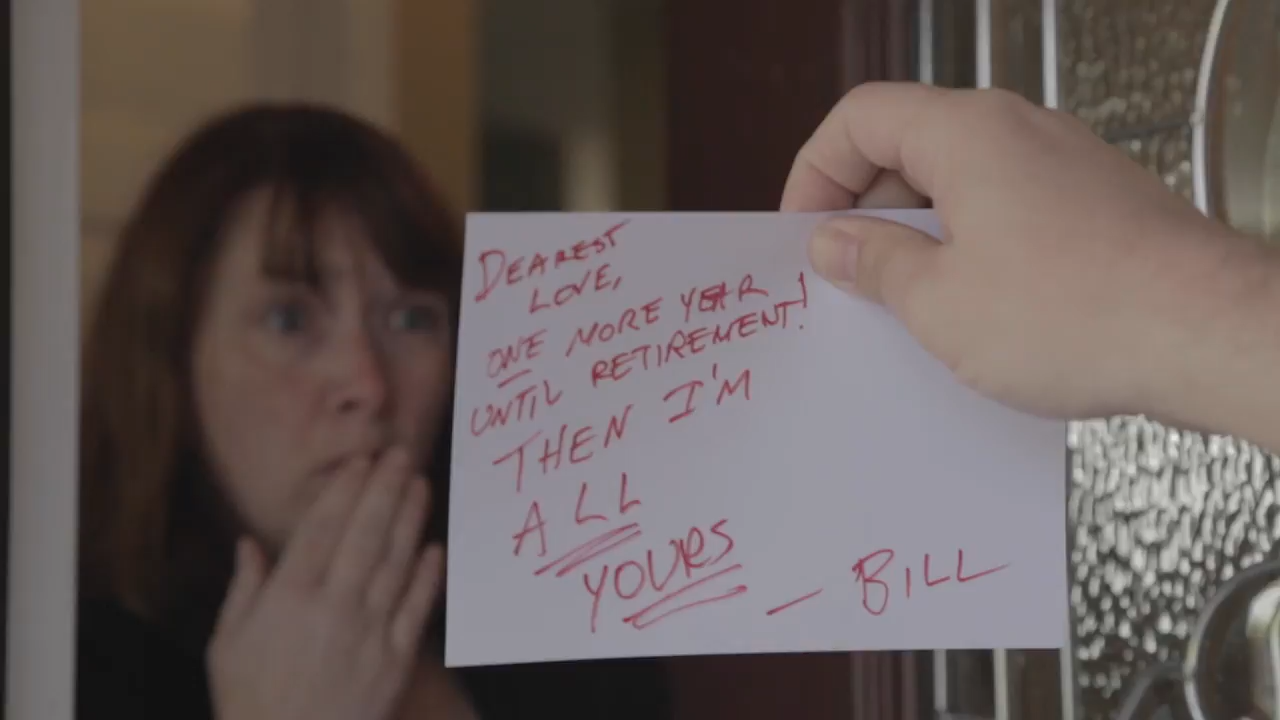 DEAREST
LOVE,
ONE MORE YEAR
UNTIL RETIREMENT!
THEN I'M
ALL
YOURS
— BILL